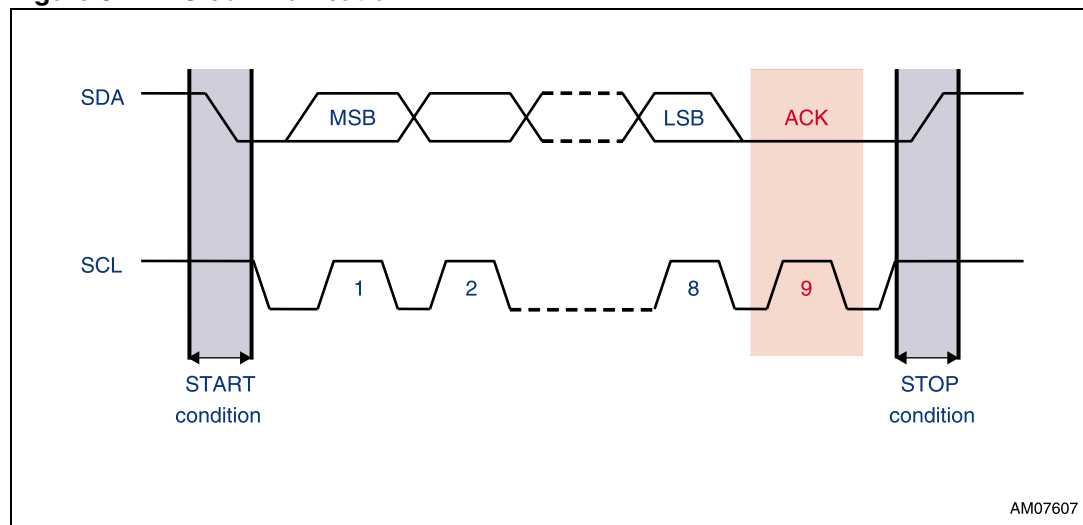 SDA
MSB
LSB
ACK
SCL
1
2
8
9
START
condition
STOP
condition
AM07607